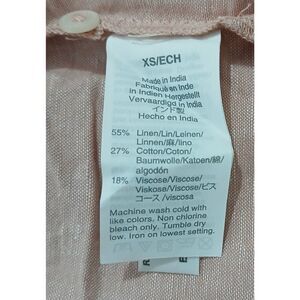 XS/ECH
Made in India
Fabriqué en Inde
in Indien Hergestellt
Vervaardigd in India
インド製
Hecho en India
55% Linen/Lin/Leinen/
Linnen/麻/lino
27% Cotton/Coton/
Baumwolle/Katoen/綿/
algodón
18% Viscose/Viscose/
Viskose/Viscose/ビス
コース /viscosa
Machine wash cold with
like colors. Non chlorine
bleach only. Tumble dry
low. Iron on lowest setting.